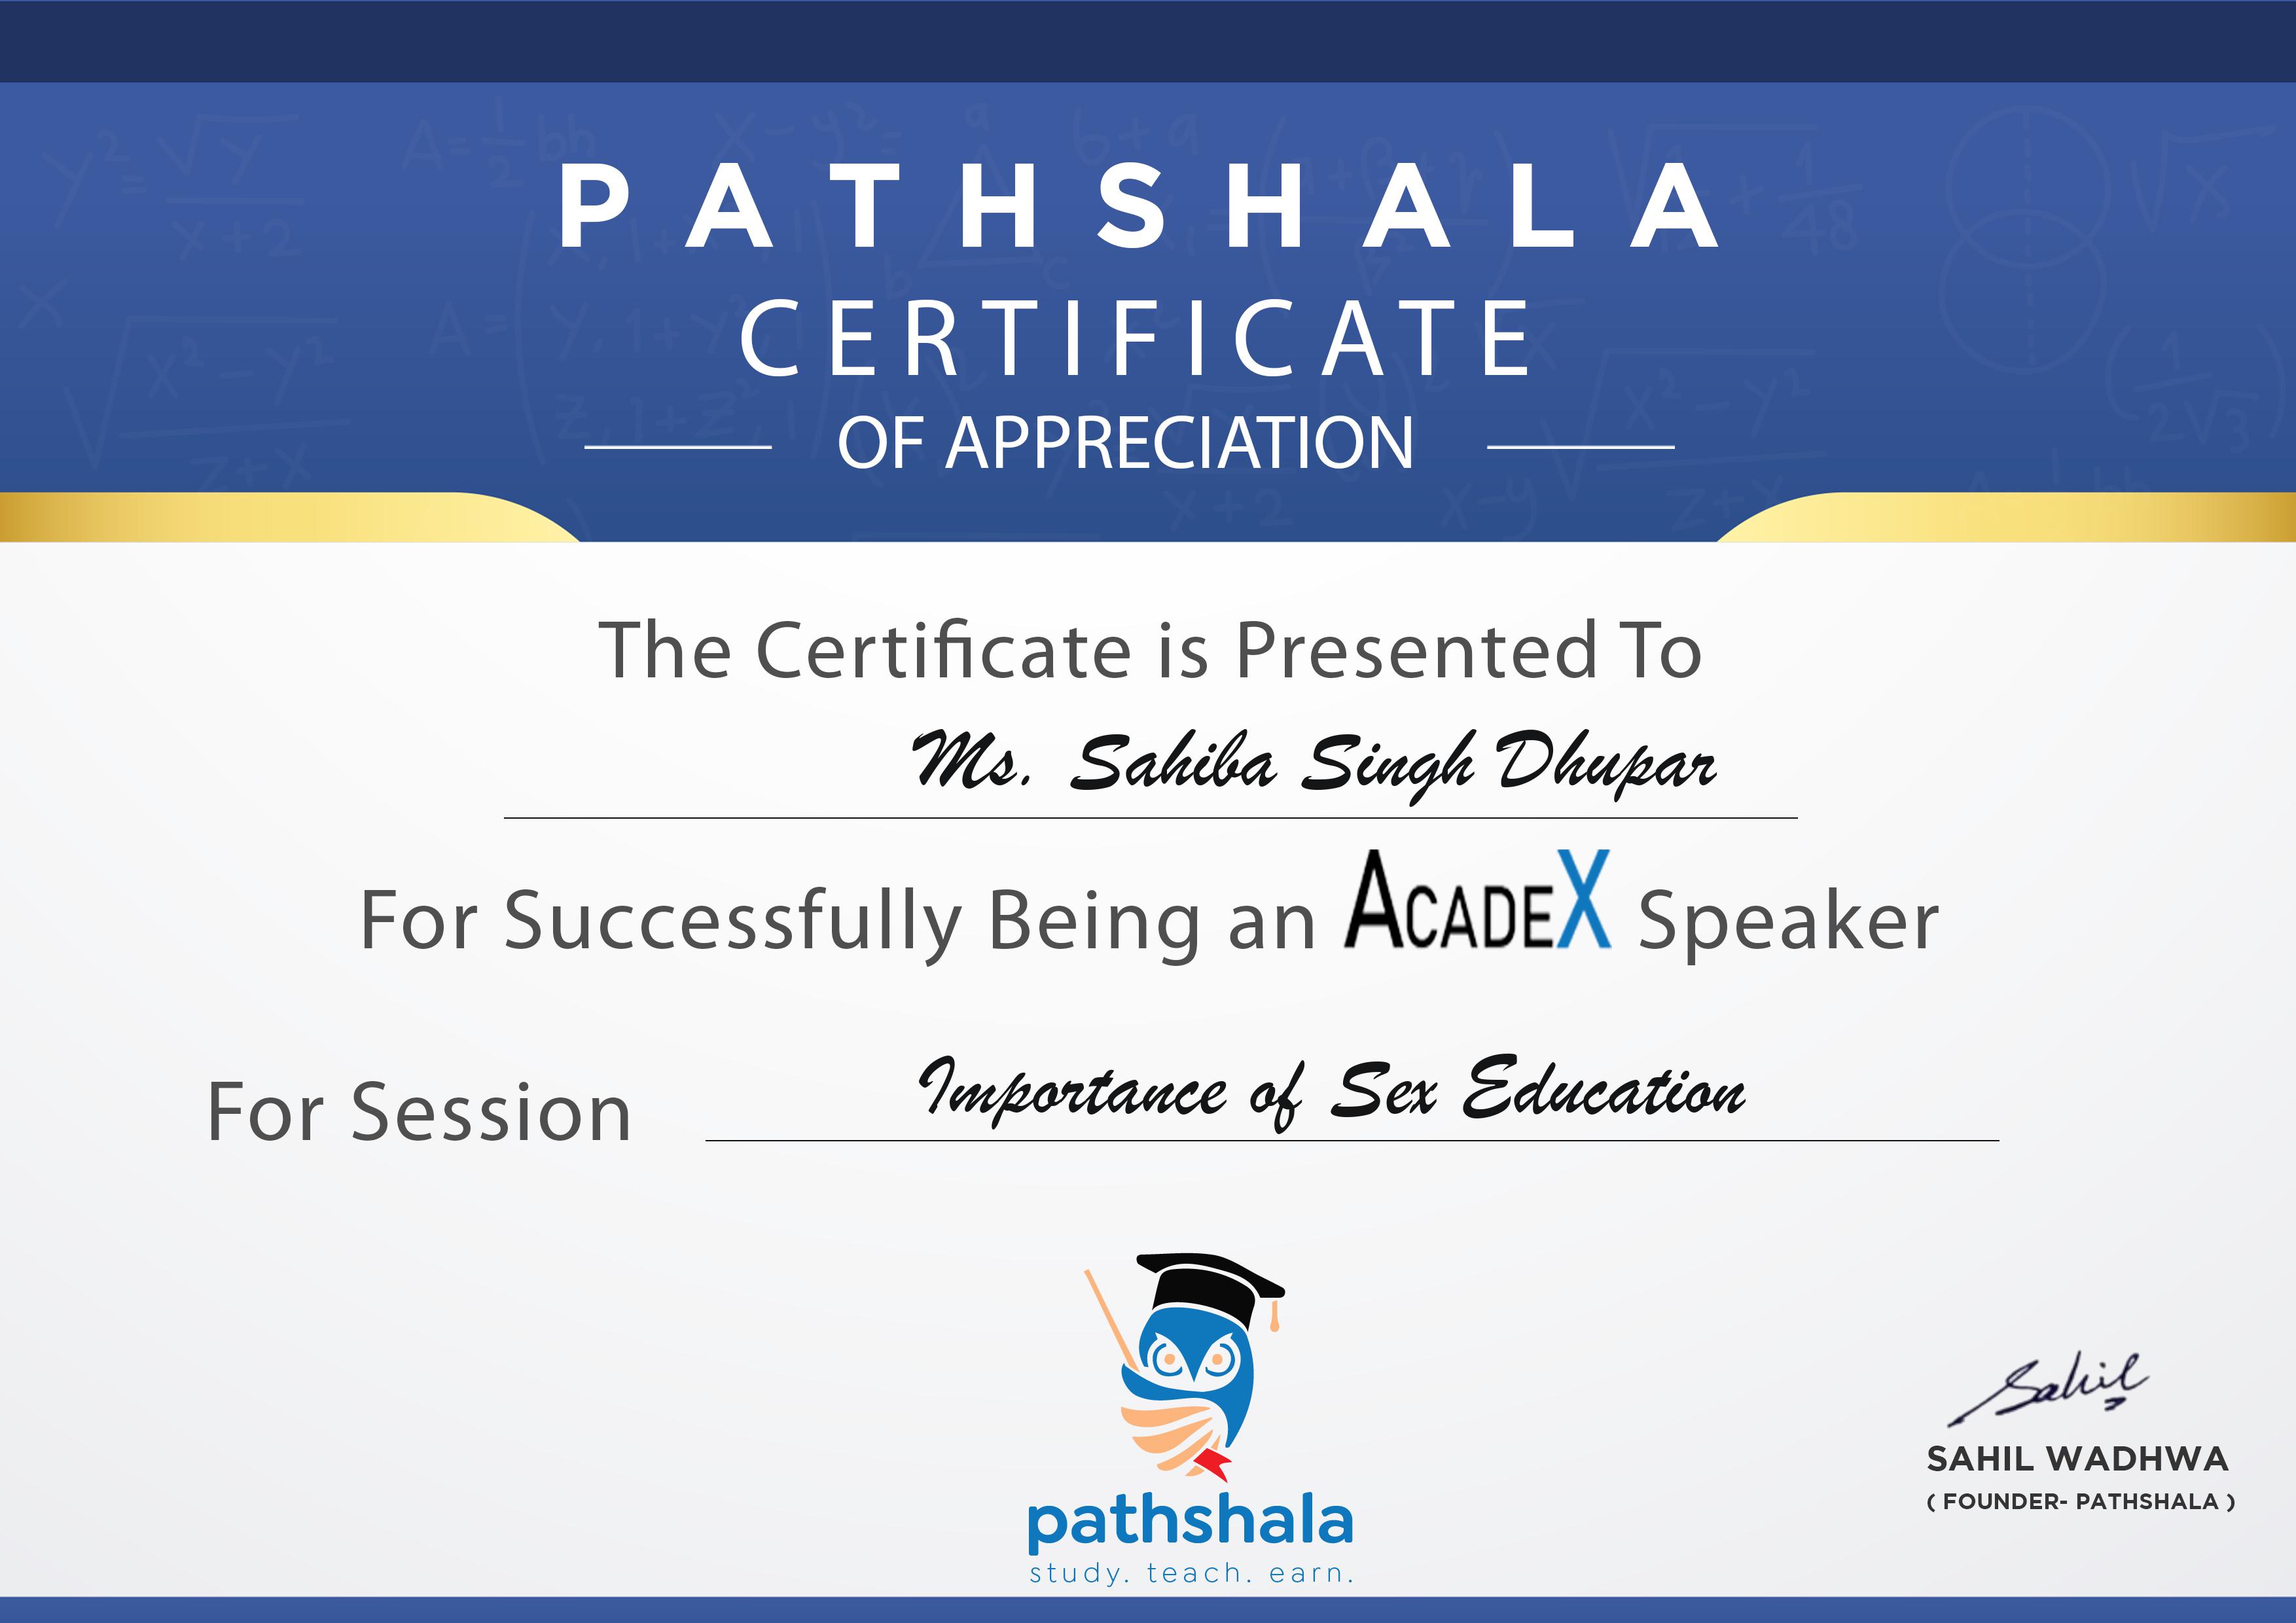 PATHSHALA
CERTIFICATE
OF APPRECIATION
The Certificate is Presented To
Ms. Sahiba Singh Dhupar
For Successfully Being an ACADEX Speaker
For Session Importance of Sex Education
Sahil
SAHIL WADHWA
( FOUNDER- PATHSHALA )
pathshala
study. teach. earn.